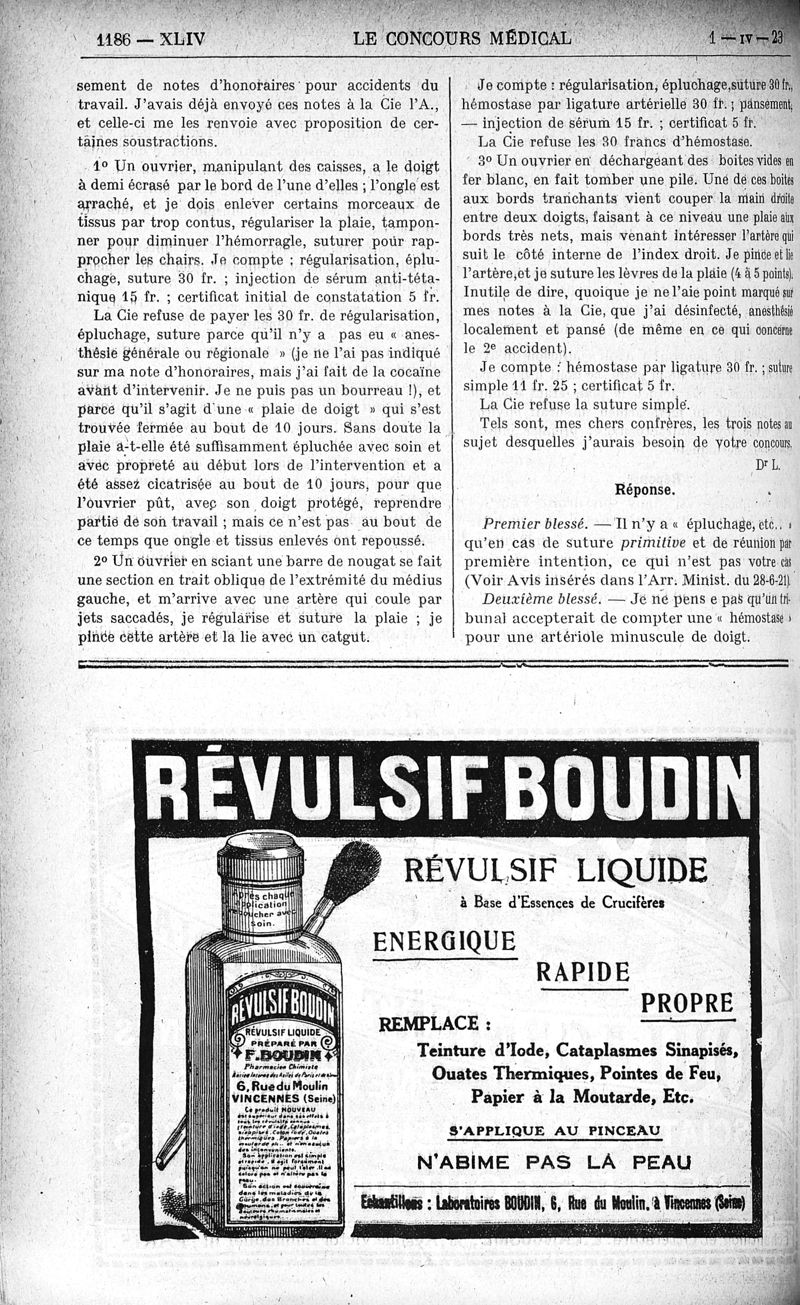 1186 — XLIV
LE CONCOURS MÉDICAL
1 — IV — 23
sement de notes d'honoraires pour accidents du
travail. J'avais déjà envoyé ces notes à la Cie l'A.,
et celle-ci me les renvoie avec proposition de cer-
taines soustractions.
1º Un ouvrier, manipulant des caisses, a le doigt
à demi écrasé par le bord de l'une d'elles ; l'ongle est
arraché, et je dois enlever certains morceaux de
tissus par trop contus, régulariser la plaie, tampon-
ner pour diminuer l'hémorragie, suturer pour rap-
procher les chairs. Je compte : régularisation, éplu-
chage, suture 30 fr. ; injection de sérum anti-téta-
nique 15 fr. ; certificat initial de constatation 5 fr.
La Cie refuse de payer les 30 fr. de régularisation,
épluchage, suture parce qu'il n'y a pas eu « anes-
thésie générale ou régionale » (je ne l'ai pas indiqué
sur ma note d'honoraires, mais j'ai fait de la cocaïne
avant d'intervenir. Je ne puis pas un bourreau !), et
parce qu'il s'agit d'une « plaie de doigt » qui s'est
trouvée fermée au bout de 10 jours. Sans doute la
plaie a-t-elle été suffisamment épluchée avec soin et
avec propreté au début lors de l'intervention et a
été assez cicatrisée au bout de 10 jours, pour que
l'ouvrier pût, avec son doigt protégé, reprendre
partie de son travail ; mais ce n'est pas au bout de
ce temps que ongle et tissus enlevés ont repoussé.
2º Un ouvrier en sciant une barre de nougat se fait
une section en trait oblique de l'extrémité du médius
gauche, et m'arrive avec une artère qui coule par
jets saccadés, je régularise et suture la plaie ; je
pince cette artère et la lie avec un catgut.
Je compte : régularisation, épluchage, suture 30 fr.,
hémostase par ligature artérielle 30 fr. ; pansement,
— injection de sérum 15 fr. ; certificat 5 fr.
La Cie refuse les 30 francs d'hémostase.
3º Un ouvrier en déchargeant des boites vides en
fer blanc, en fait tomber une pile. Une de ces boites
aux bords tranchants vient couper la main droite
entre deux doigts, faisant à ce niveau une plaie aux
bords très nets, mais venant intéresser l'artère qui
suit le côté interne de l'index droit. Je pince et lie
l'artère, et je suture les lèvres de la plaie (4 à 5 points).
Inutile de dire, quoique je ne l'aie point marqué sur
mes notes à la Cie, que j'ai désinfecté, anesthésié
localement et pansé (de même en ce qui concerne
le 2e accident).
Je compte : hémostase par ligature 30 fr. ; suture
simple 11 fr. 25 ; certificat 5 fr.
La Cie refuse la suture simple.
Tels sont, mes chers confrères, les trois notes au
sujet desquelles j'aurais besoin de votre concours.
Dr L.
Réponse.
Premier blessé. — Il n'y a « épluchage, etc.. »
qu'en cas de suture primitive et de réunion par
première intention, ce qui n'est pas votre cas
(Voir Avis insérés dans l'Arr. Minist. du 28-6-21).
Deuxième blessé. — Je ne pens e pas qu'un tri-
bunal accepterait de compter une « hémostase »
pour une artériole minuscule de doigt.
RÉVULSIF BOUDIN
RÉVULSIF LIQUIDE
à Base d'Essences de Crucifères
ENERGIQUE
RAPIDE
PROPRE
REMPLACE :
Teinture d'Iode, Cataplasmes Sinapisés,
Ouates Thermiques, Pointes de Feu,
Papier à la Moutarde, Etc.
S'APPLIQUE AU PINCEAU
N'ABIME PAS LA PEAU
Echantillons : Laboratoires BOUDIN, 6, Rue du Moulin, à Vincennes (Seine)
Après chaque
application
reboucher avec
soin.
RÉVULSIF BOUDIN
RÉVULSIF LIQUIDE
PRÉPARÉ PAR
F. BOUDIN
Pharmacien Chimiste
6, Rue du Moulin
VINCENNES (Seine)
Ce produit NOUVEAU